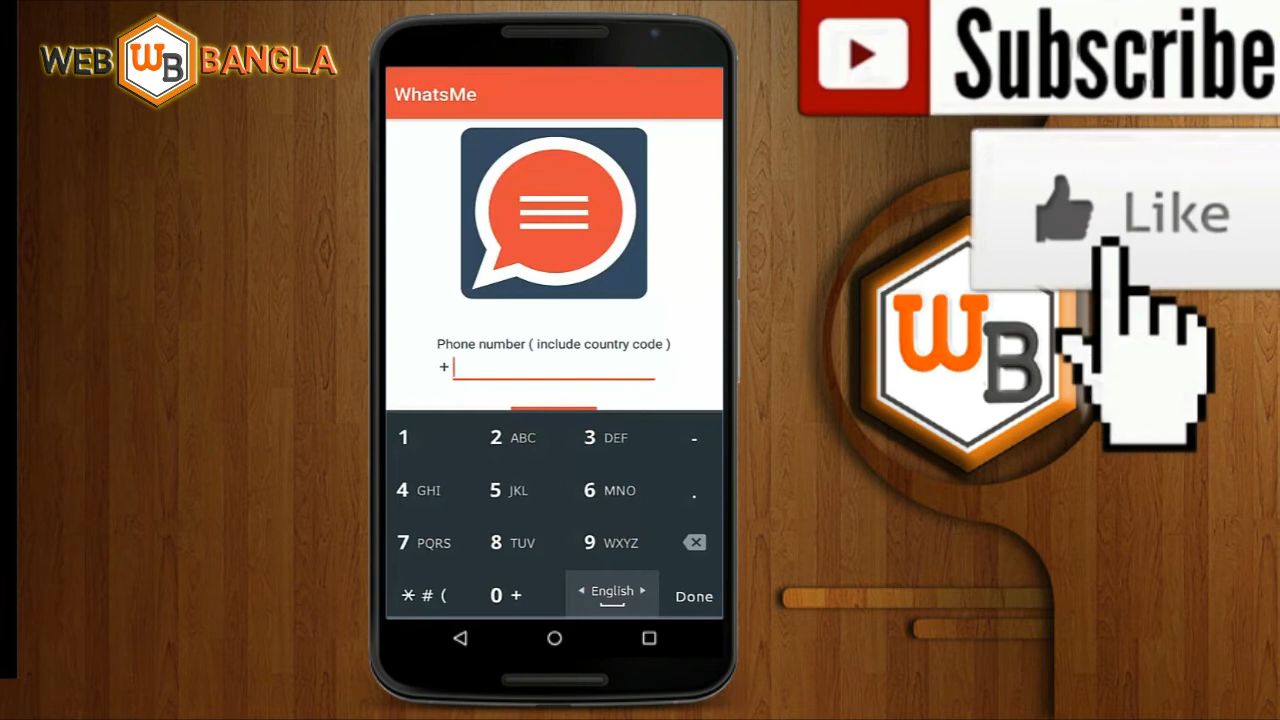 WEB WB BANGLA
Subscribe
Like
WB
WhatsMe
Phone number ( include country code )
+
1 2 ABC 3 DEF -
4 GHI 5 JKL 6 MNO .
7 PQRS 8 TUV 9 WXYZ
* # ( 0 + English Done